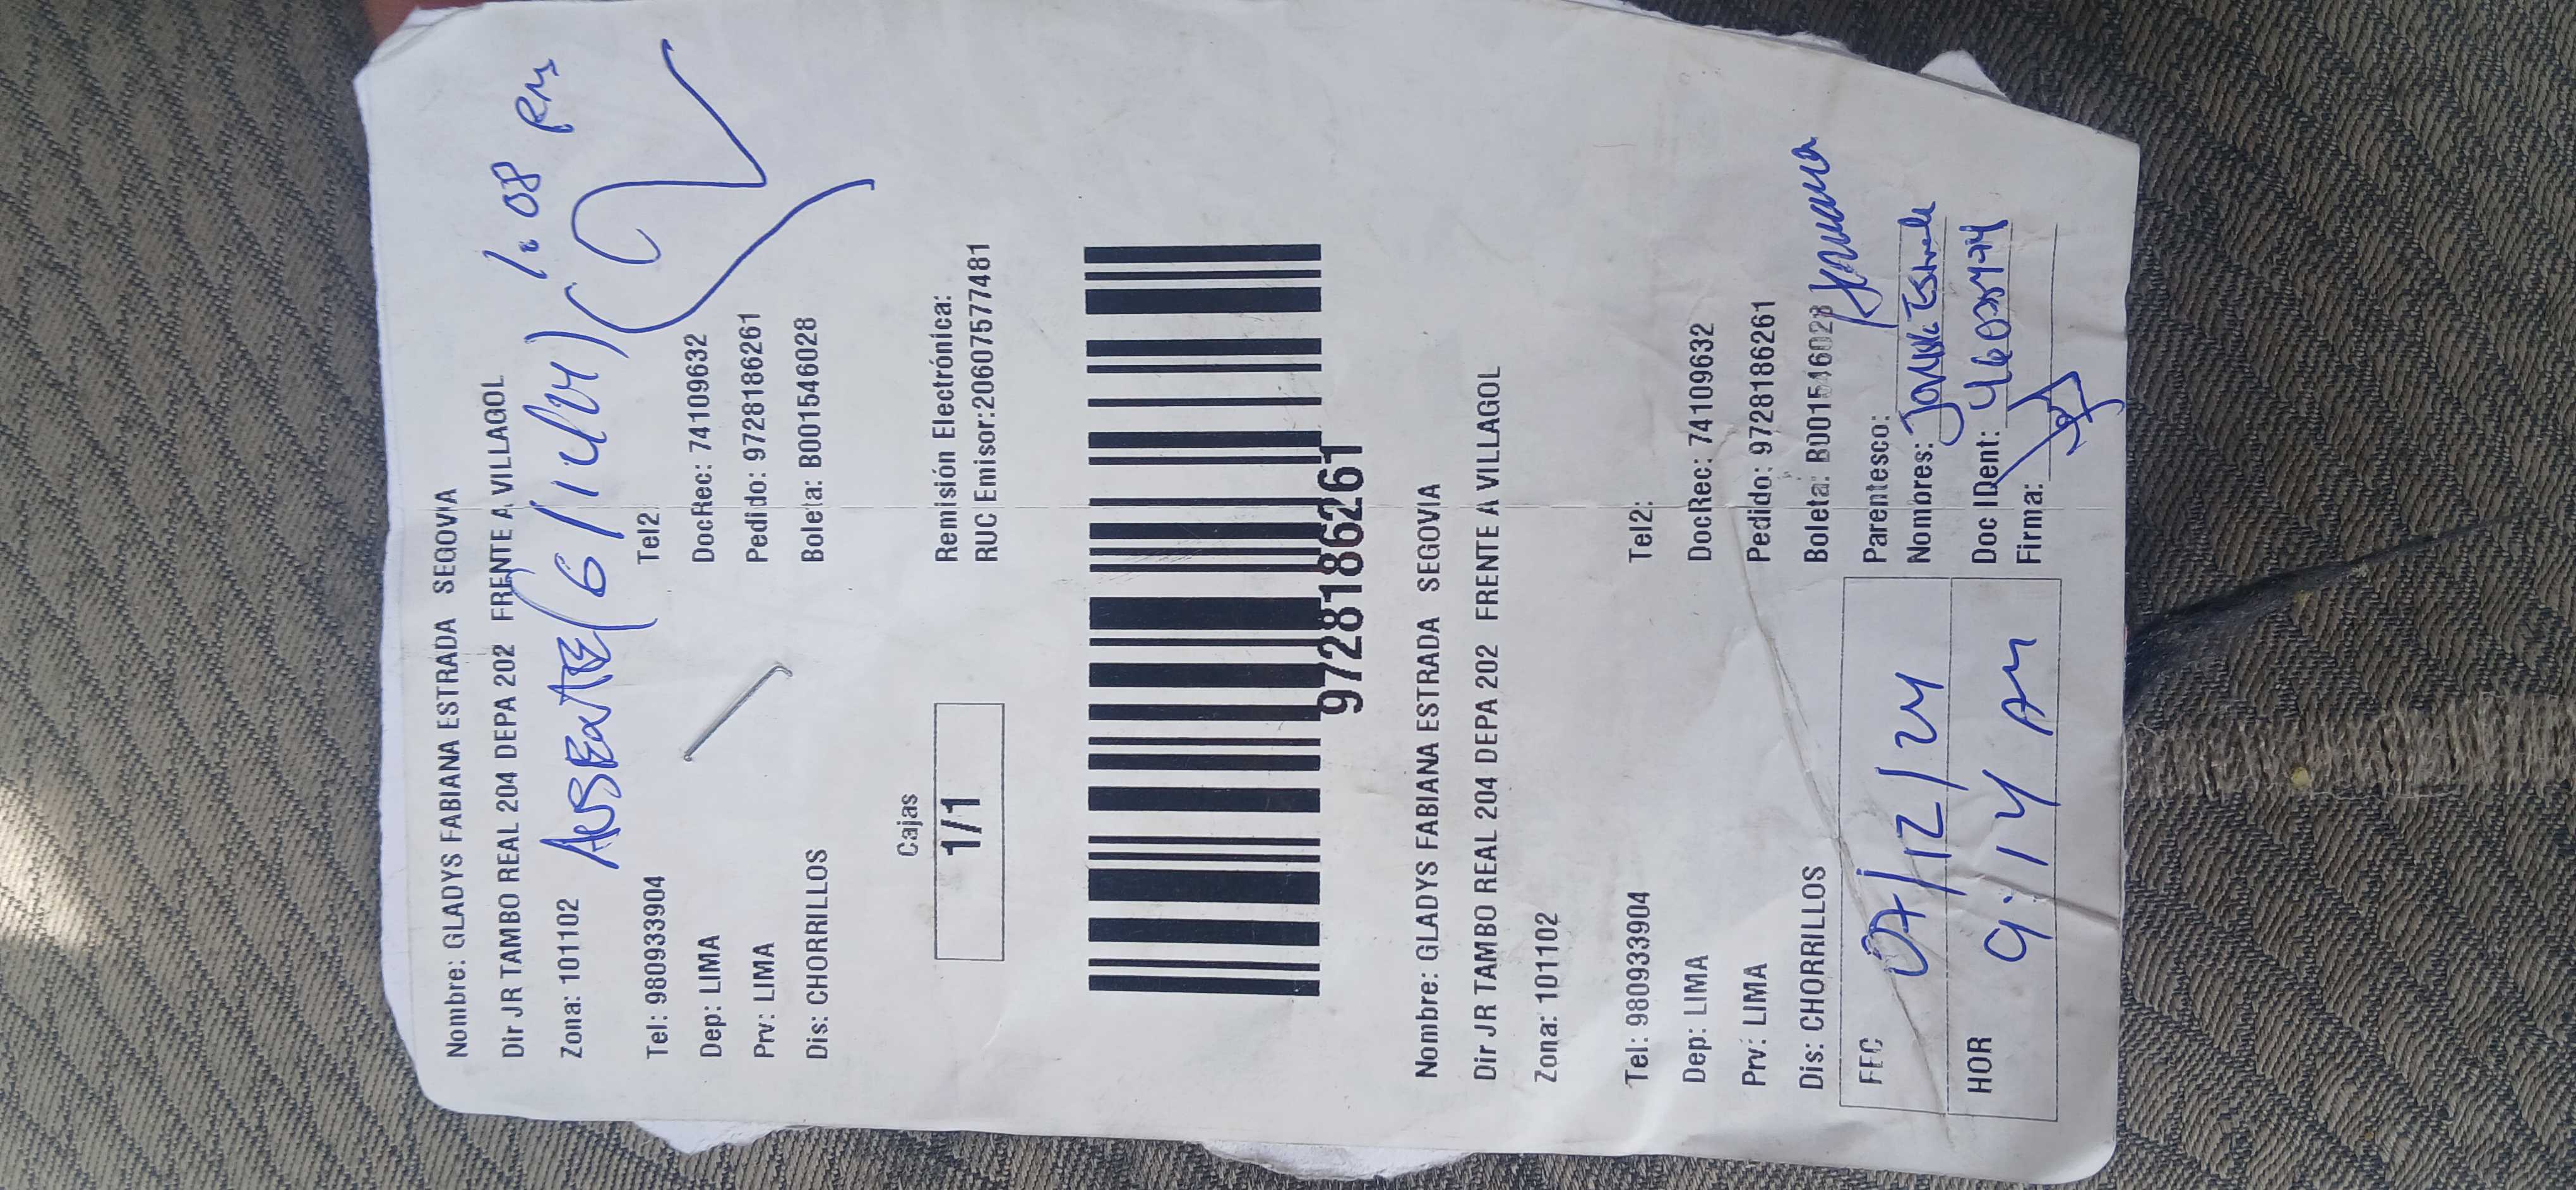 Nombre: GLADYS FABIANA ESTRADA SEGOVIA
Dir JR TAMBO REAL 204 DEPA 202 FRENTE A VILLAGOL
Zona: 101102
AUSENTE (6/12/24) 1:08 PM
Tel: 980933904 Tel2:
Dep: LIMA DocRec: 74109632
Prv: LIMA Pedido: 9728186261
Dis: CHORRILLOS Boleta: B001546028
Cajas
1/1
Remisión Electrónica:
RUC Emisor:20607577481
9728186261
Nombre: GLADYS FABIANA ESTRADA SEGOVIA
Dir JR TAMBO REAL 204 DEPA 202 FRENTE A VILLAGOL
Zona: 101102
Tel: 980933904 Tel2:
Dep: LIMA DocRec: 74109632
Prv: LIMA Pedido: 9728186261
Dis: CHORRILLOS Boleta: B001546028
FEC 07/12/24
HOR 9:14 AM
Parentesco: Hermana
Nombres:
Doc IDent:
Firma: